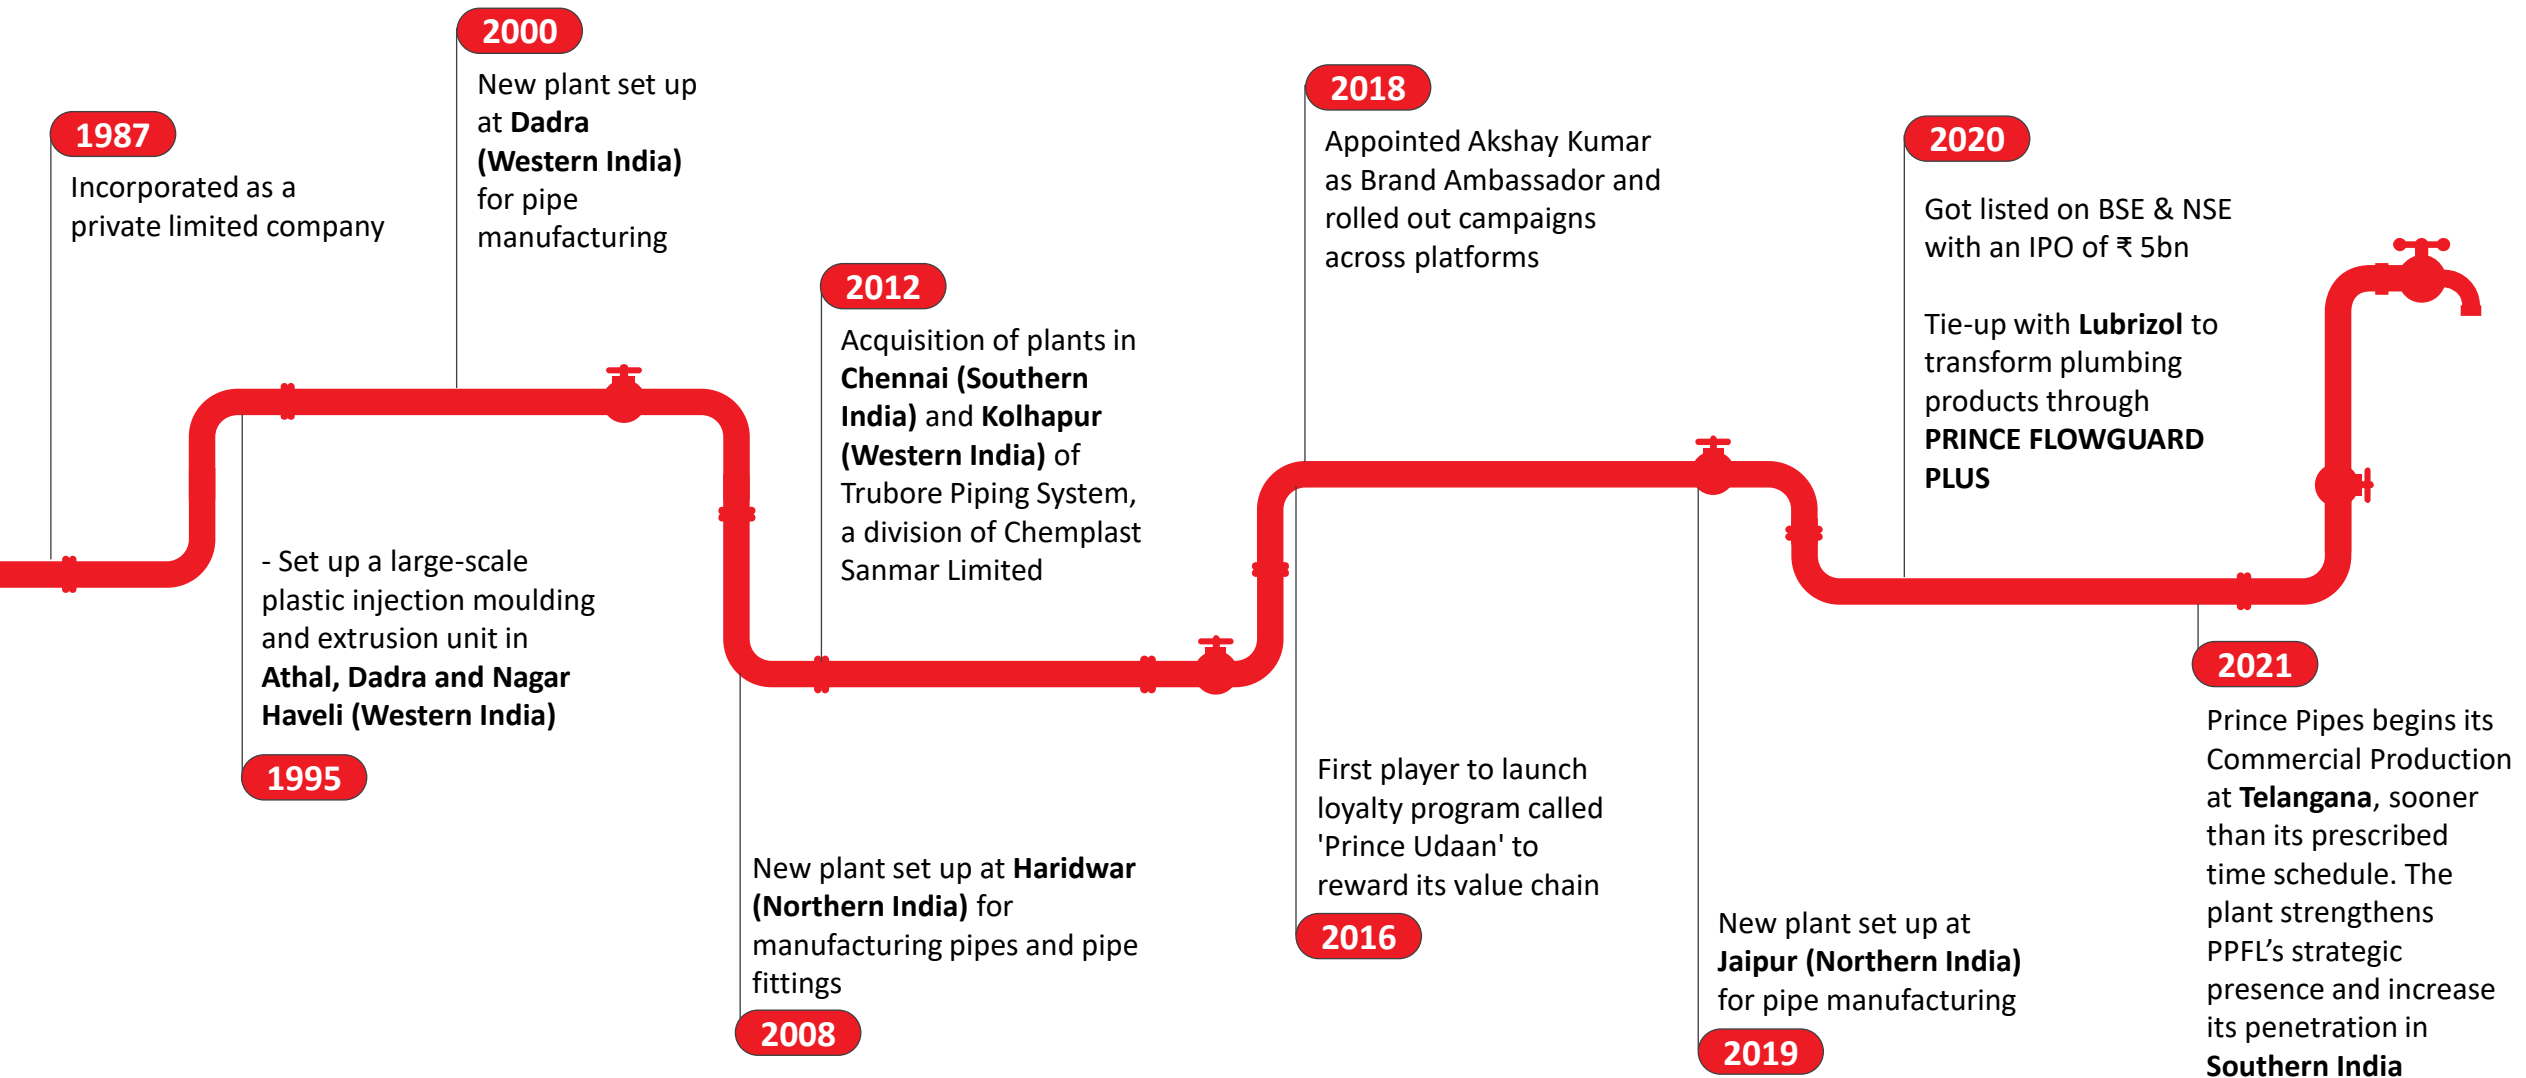 1987
Incorporated as a
private limited company
- Set up a large-scale
plastic injection moulding
and extrusion unit in
Athal, Dadra and Nagar
Haveli (Western India)
1995
2000
New plant set up
at Dadra
(Western India)
for pipe
manufacturing
New plant set up at Haridwar
(Northern India) for
manufacturing pipes and pipe
fittings
2008
2012
Acquisition of plants in
Chennai (Southern
India) and Kolhapur
(Western India) of
Trubore Piping System,
a division of Chemplast
Sanmar Limited
First player to launch
loyalty program called
'Prince Udaan' to
reward its value chain
2016
2018
Appointed Akshay Kumar
as Brand Ambassador and
rolled out campaigns
across platforms
New plant set up at
Jaipur (Northern India)
for pipe manufacturing
2019
2020
Got listed on BSE & NSE
with an IPO of ₹ 5bn
Tie-up with Lubrizol to
transform plumbing
products through
PRINCE FLOWGUARD
PLUS
2021
Prince Pipes begins its
Commercial Production
at Telangana, sooner
than its prescribed
time schedule. The
plant strengthens
PPFL’s strategic
presence and increase
its penetration in
Southern India